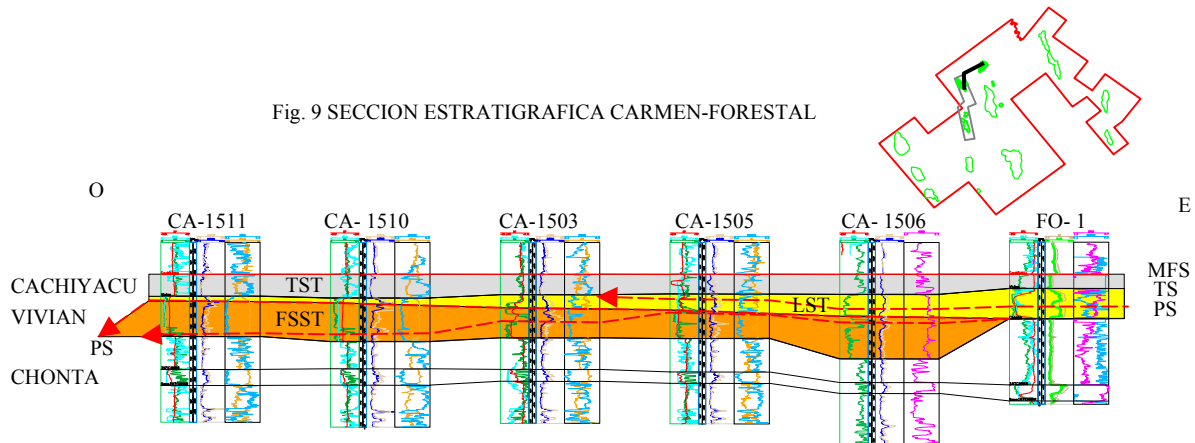 Fig. 9 SECCION ESTRATIGRAFICA CARMEN-FORESTAL
O
E
CA-1511
CA- 1510
CA-1503
CA-1505
CA- 1506
FO- 1
CACHIYACU
TST
MFS
TS
VIVIAN
FSST
LST
PS
PS
CHONTA